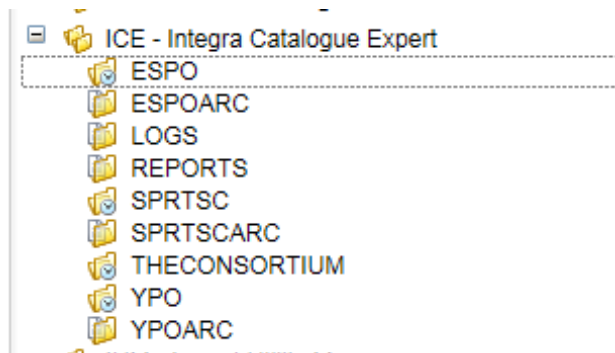 ICE - Integra Catalogue Expert
ESPO
ESPOARC
LOGS
REPORTS
SPRTSC
SPRTSCARC
THECONSORTIUM
YPO
YPOARC